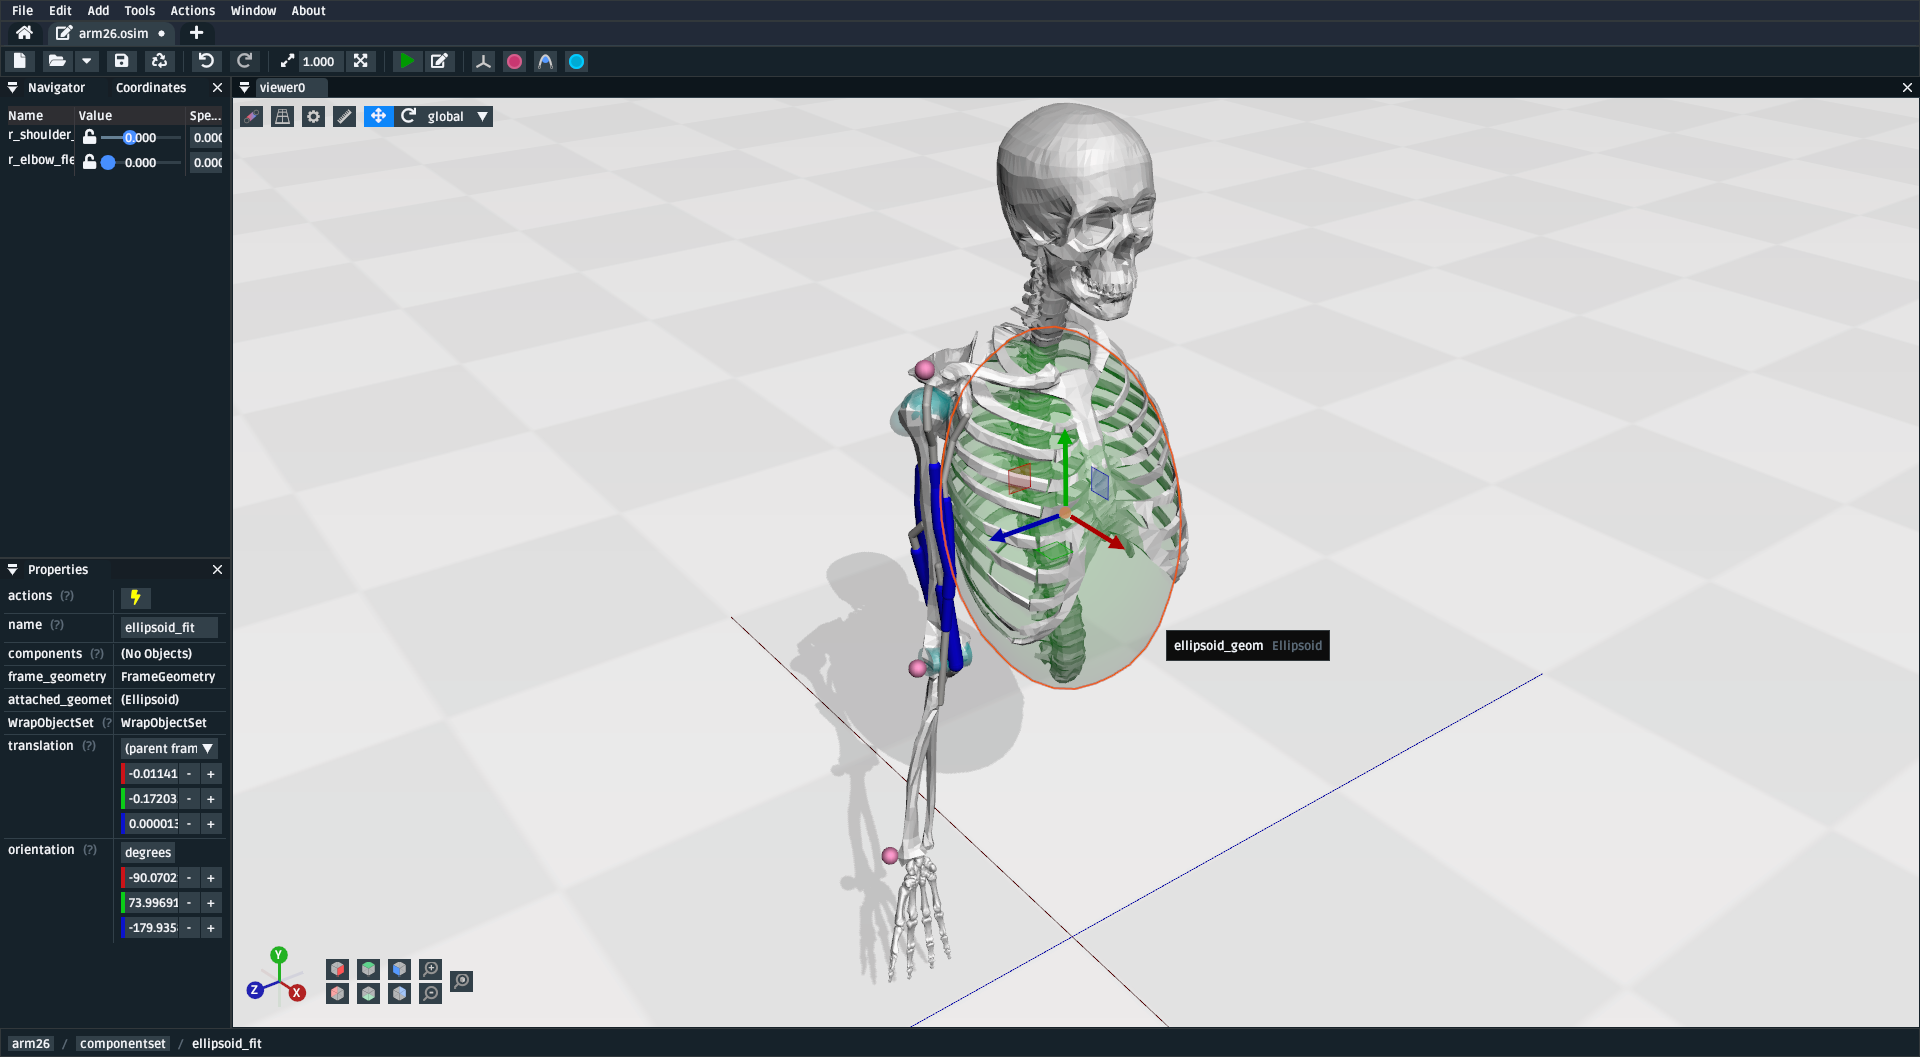 File Edit Add Tools Actions Window About
arm26.osim
1.000
Navigator Coordinates
viewer0
Name Value Spe...
r_shoulder_ 0.000 0.000
r_elbow_fle 0.000 0.000
global
Properties
actions (?)
name (?) ellipsoid_fit
components (?) (No Objects)
frame_geometry FrameGeometry
attached_geomet (Ellipsoid)
WrapObjectSet (? WrapObjectSet
translation (?) (parent fram
-0.01141 - +
-0.17203 - +
0.000013 - +
orientation (?) degrees
-90.0702 - +
73.99691 - +
-179.935 - +
ellipsoid_geom Ellipsoid
Y
Z
X
arm26 / componentset / ellipsoid_fit